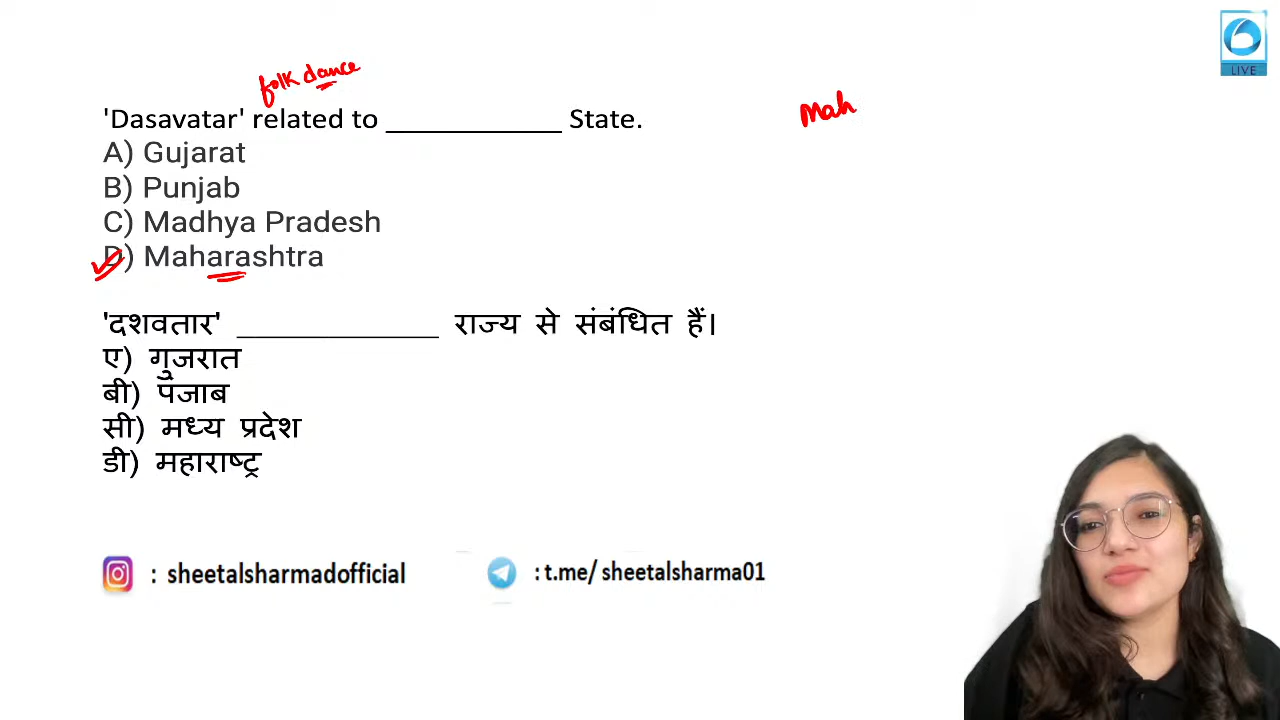 LIVE
folk dance
'Dasavatar' related to ____________ State.
Mah
A) Gujarat
B) Punjab
C) Madhya Pradesh
D) Maharashtra
'दशवतार' ______________ राज्य से संबंधित हैं।
ए) गुजरात
बी) पंजाब
सी) मध्य प्रदेश
डी) महाराष्ट्र
: sheetalsharmadofficial
: t.me/ sheetalsharma01